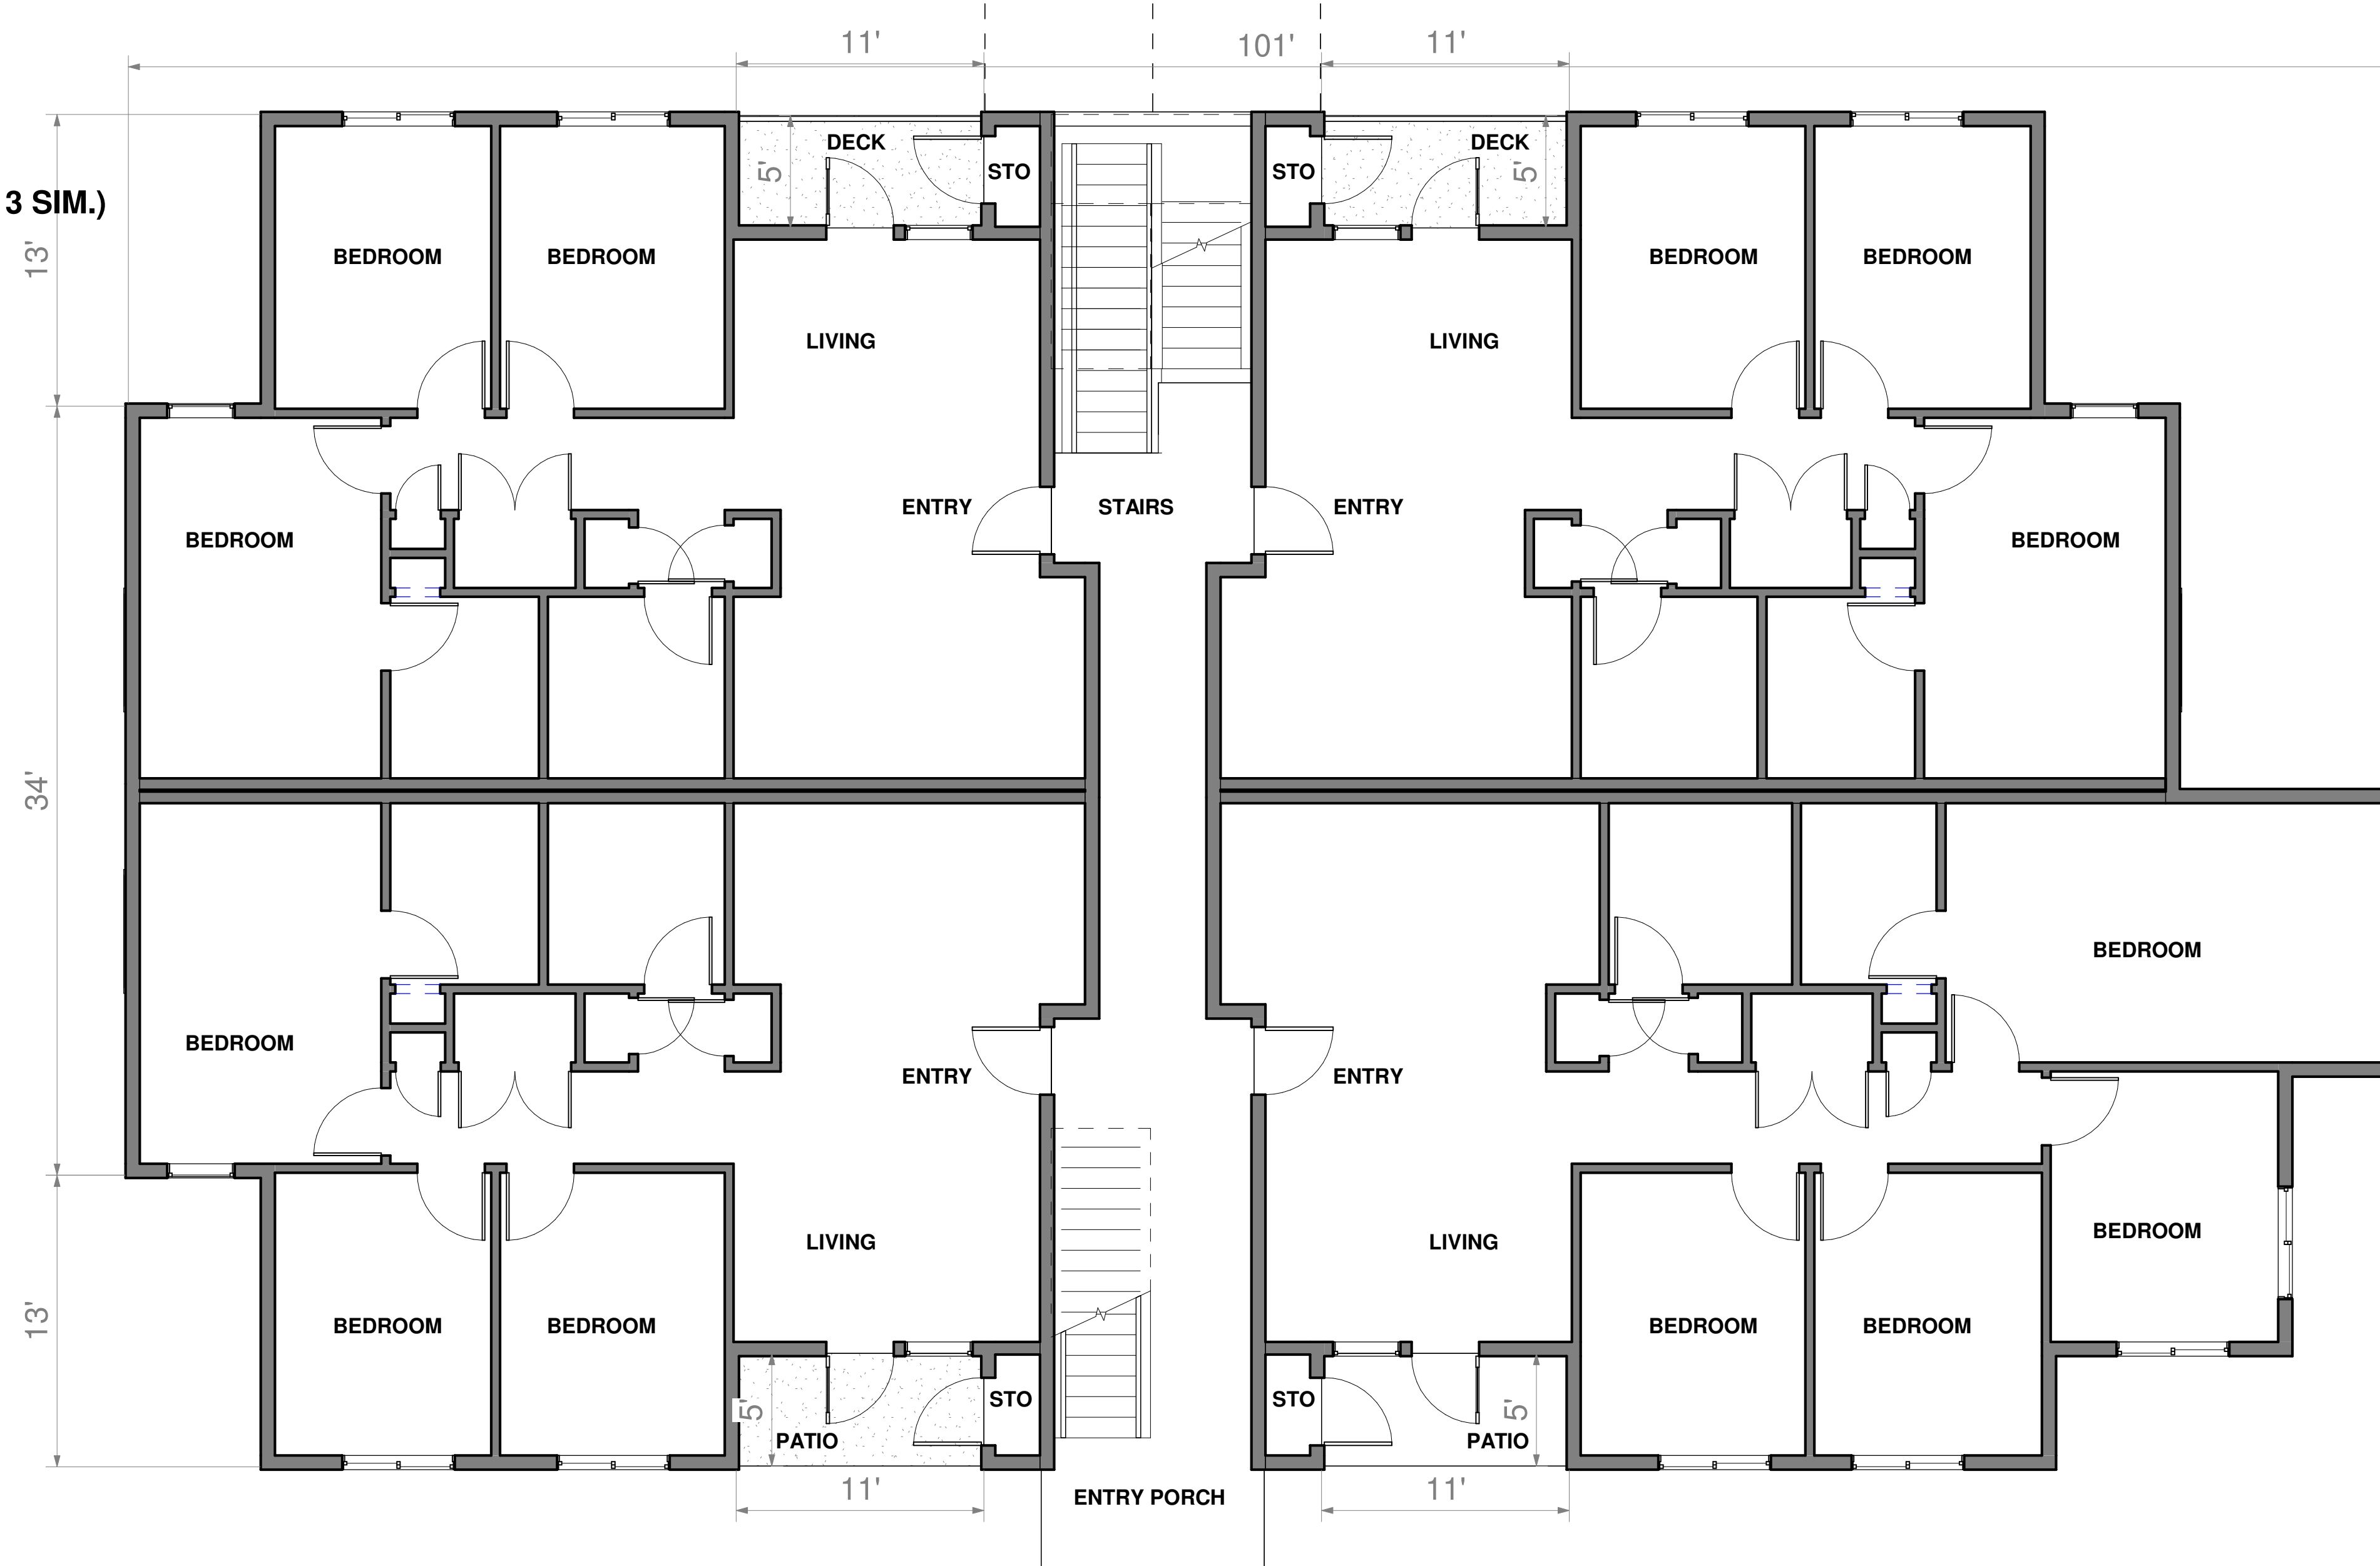 11' 101' 11'
DECK DECK
5' STO STO 5'
3 SIM.)
13' BEDROOM BEDROOM BEDROOM BEDROOM
LIVING LIVING
ENTRY STAIRS ENTRY
BEDROOM BEDROOM
34'
BEDROOM
BEDROOM
ENTRY ENTRY
BEDROOM
LIVING LIVING
13' BEDROOM BEDROOM BEDROOM BEDROOM
5' STO STO 5'
PATIO PATIO
11' ENTRY PORCH 11'